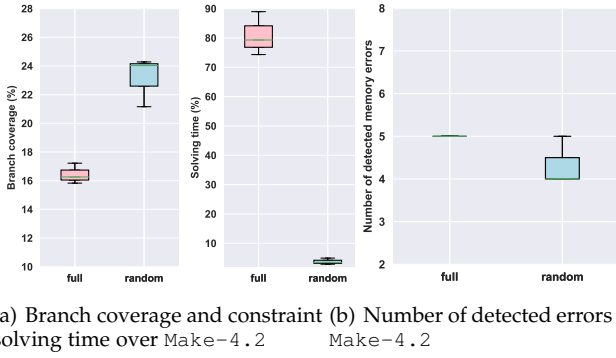 28
26
24
22
20
18
16
14
12
10
Branch coverage (%)
full random
90
80
70
60
50
40
30
20
10
Solving time (%)
full random
8
7
6
5
4
3
2
Number of detected memory errors
full random
a) Branch coverage and constraint
solving time over Make-4.2
(b) Number of detected errors
Make-4.2